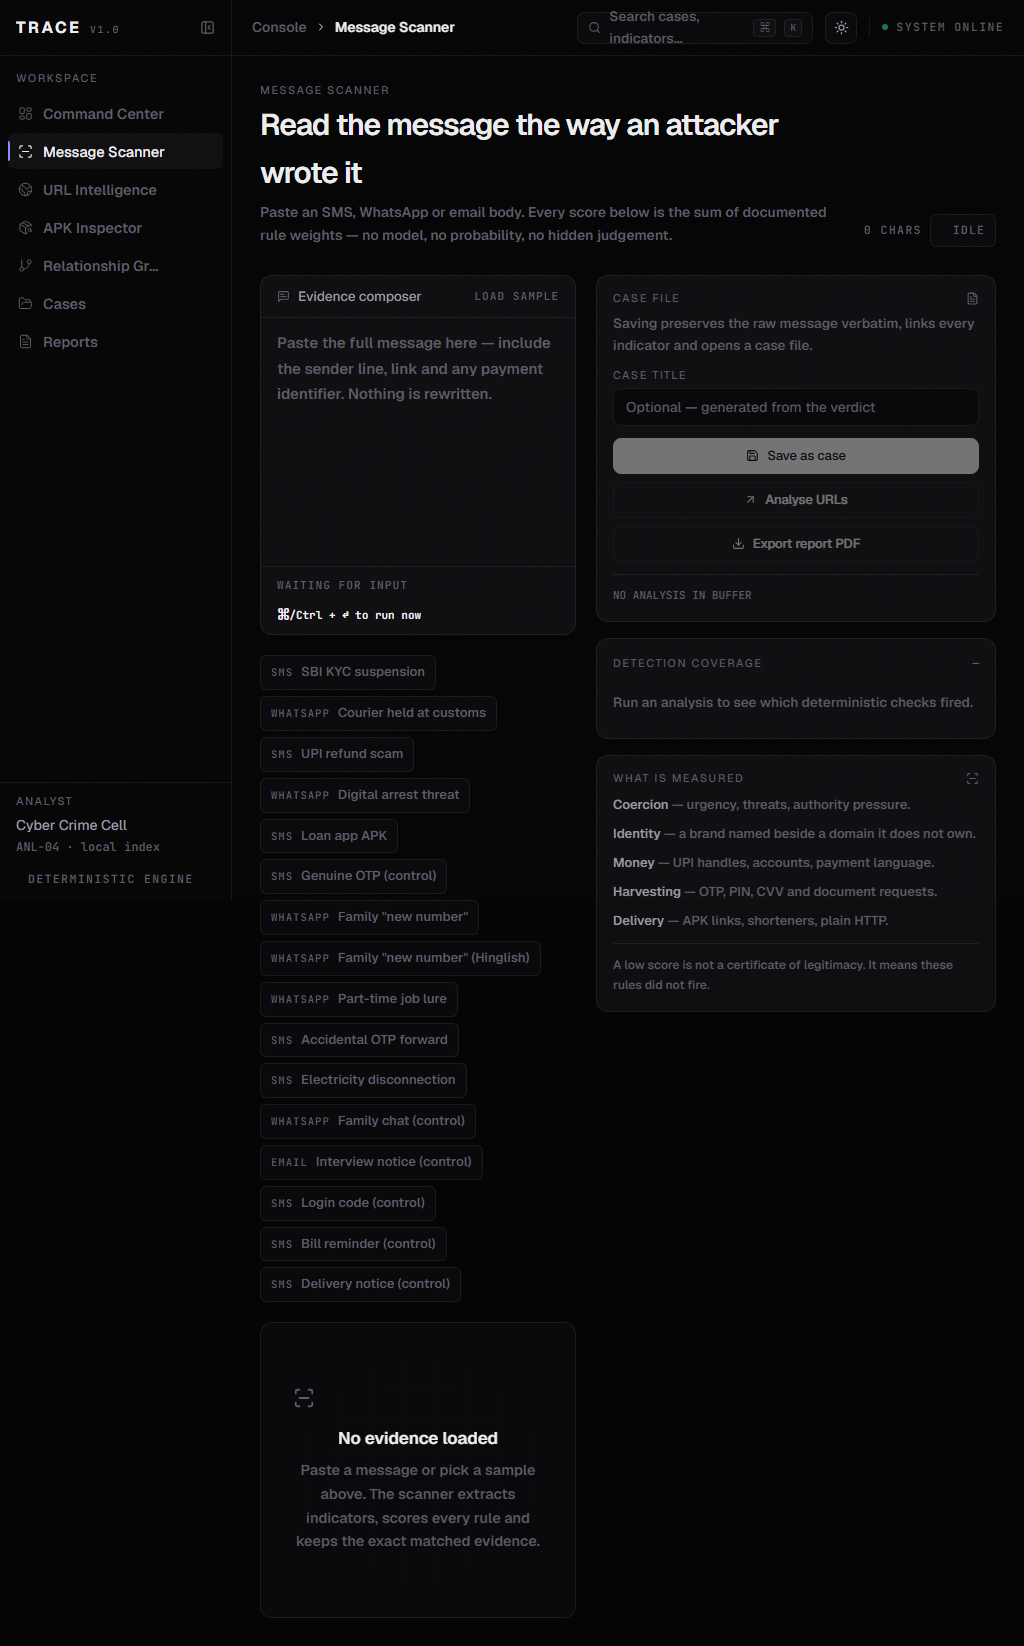 TRACE V1.0
Console > Message Scanner
Search cases, indicators...
⌘ K
SYSTEM ONLINE
WORKSPACE
Command Center
Message Scanner
URL Intelligence
APK Inspector
Relationship Gr...
Cases
Reports
ANALYST
Cyber Crime Cell
ANL-04 · local index
DETERMINISTIC ENGINE
MESSAGE SCANNER
Read the message the way an attacker
wrote it
Paste an SMS, WhatsApp or email body. Every score below is the sum of documented
rule weights — no model, no probability, no hidden judgement.
0 CHARS
IDLE
Evidence composer
LOAD SAMPLE
Paste the full message here — include
the sender line, link and any payment
identifier. Nothing is rewritten.
WAITING FOR INPUT
⌘/Ctrl + ⏎ to run now
SMS SBI KYC suspension
WHATSAPP Courier held at customs
SMS UPI refund scam
WHATSAPP Digital arrest threat
SMS Loan app APK
SMS Genuine OTP (control)
WHATSAPP Family "new number"
WHATSAPP Family "new number" (Hinglish)
WHATSAPP Part-time job lure
SMS Accidental OTP forward
SMS Electricity disconnection
WHATSAPP Family chat (control)
EMAIL Interview notice (control)
SMS Login code (control)
SMS Bill reminder (control)
SMS Delivery notice (control)
No evidence loaded
Paste a message or pick a sample
above. The scanner extracts
indicators, scores every rule and
keeps the exact matched evidence.
CASE FILE
Saving preserves the raw message verbatim, links every
indicator and opens a case file.
CASE TITLE
Optional — generated from the verdict
Save as case
Analyse URLs
Export report PDF
NO ANALYSIS IN BUFFER
DETECTION COVERAGE —
Run an analysis to see which deterministic checks fired.
WHAT IS MEASURED
Coercion — urgency, threats, authority pressure.
Identity — a brand named beside a domain it does not own.
Money — UPI handles, accounts, payment language.
Harvesting — OTP, PIN, CVV and document requests.
Delivery — APK links, shorteners, plain HTTP.
A low score is not a certificate of legitimacy. It means these
rules did not fire.